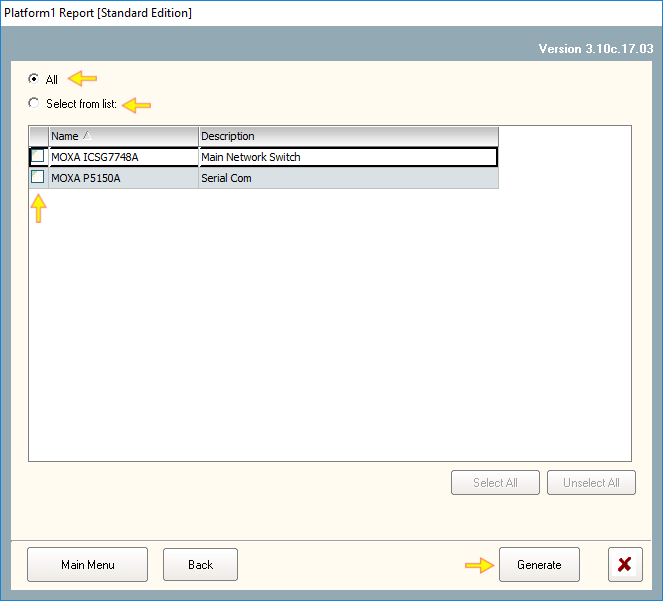 Platform1 Report [Standard Edition]
Version 3.10c.17.03
All
Select from list:
Name Description
MOXA ICSG7748A Main Network Switch
MOXA P5150A Serial Com
Select All Unselect All
Main Menu Back Generate